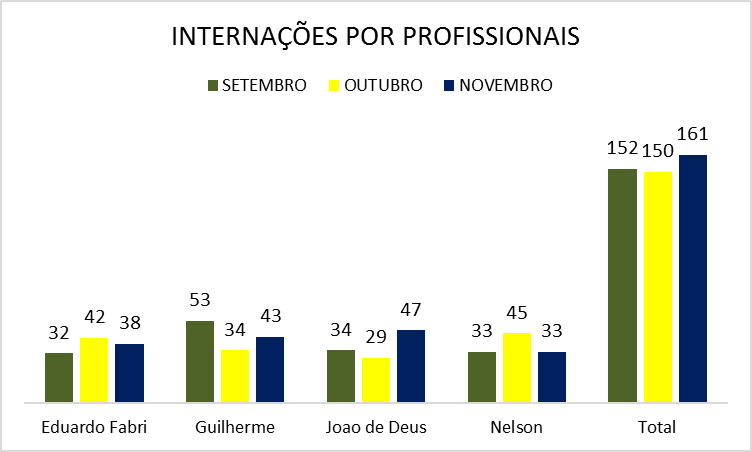 INTERNAÇÕES POR PROFISSIONAIS
SETEMBRO OUTUBRO NOVEMBRO
32 42 38 53 34 43 34 29 47 33 45 33 152 150 161
Eduardo Fabri Guilherme Joao de Deus Nelson Total